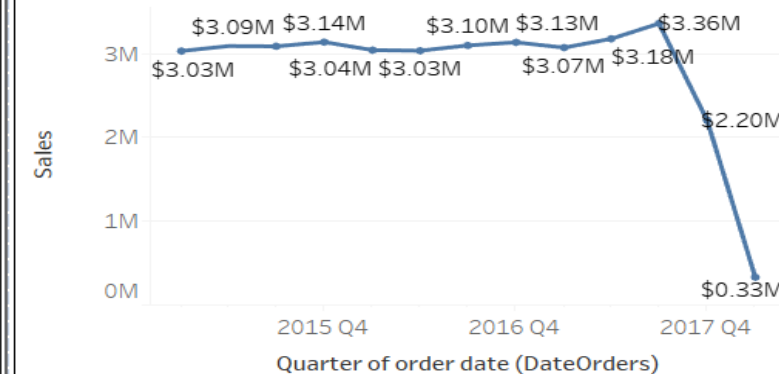 $3.09M $3.14M $3.10M $3.13M $3.36M
3M
$3.03M $3.04M $3.03M $3.07M $3.18M
2M
$2.20M
Sales
1M
0M
$0.33M
2015 Q4 2016 Q4 2017 Q4
Quarter of order date (DateOrders)